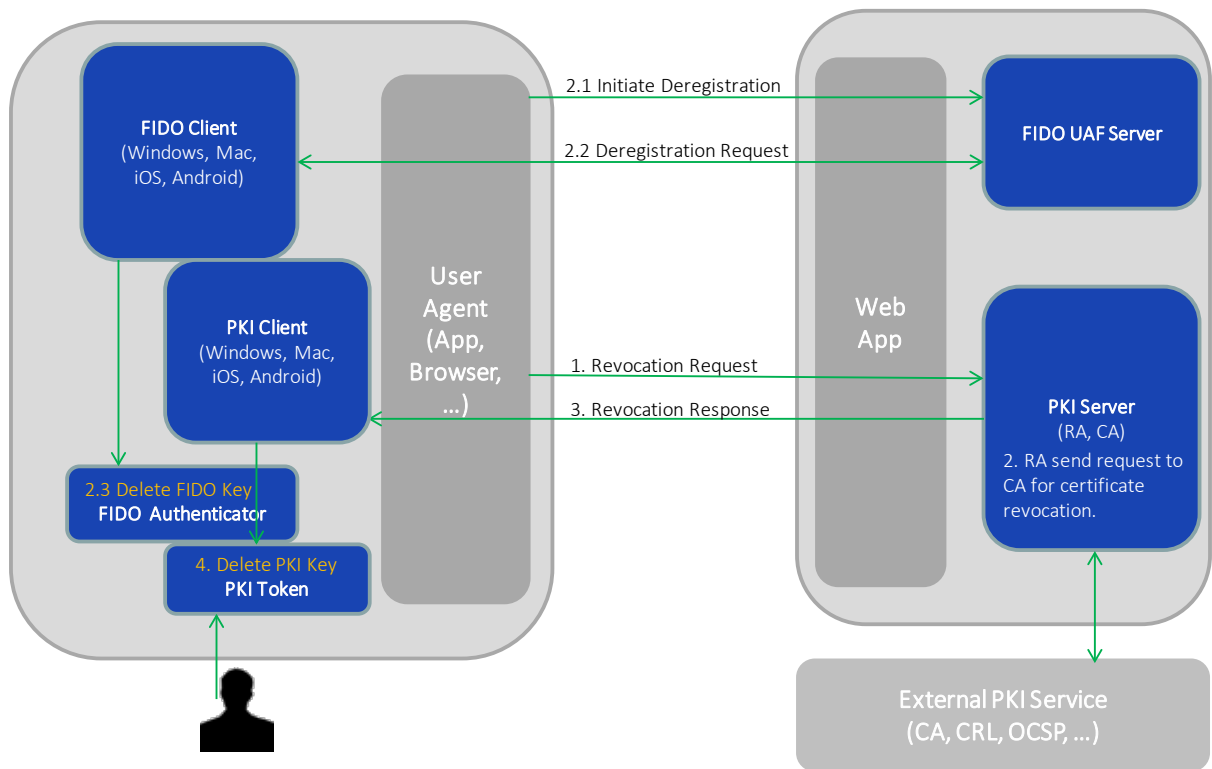 2.1 Initiate Deregistration
FIDO Client
(Windows, Mac,
iOS, Android)
2.2 Deregistration Request
FIDO UAF Server
User
Agent
(App,
Browser,
...)
Web
App
PKI Client
(Windows, Mac,
iOS, Android)
1. Revocation Request
3. Revocation Response
PKI Server
(RA, CA)
2. RA send request to
CA for certificate
revocation.
2.3 Delete FIDO Key
FIDO Authenticator
4. Delete PKI Key
PKI Token
External PKI Service
(CA, CRL, OCSP, ...)